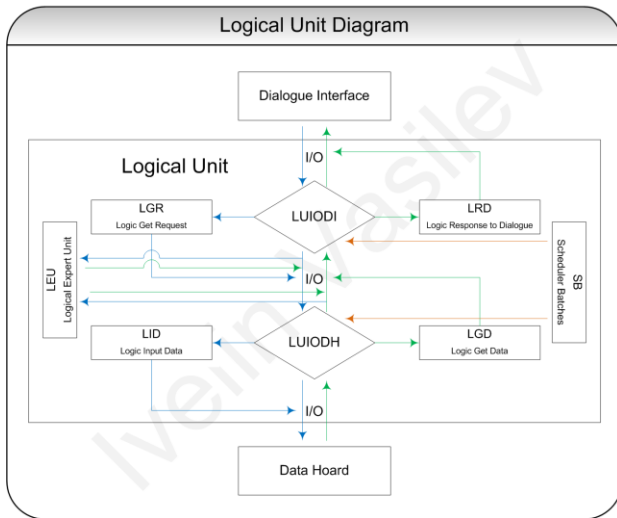 Logical Unit Diagram
Dialogue Interface
I/O
Logical Unit
LGR
Logic Get Request
LUIODI
LRD
Logic Response to Dialogue
LEU
Logical Expert Unit
I/O
SB
Scheduler Batches
LID
Logic Input Data
LUIODH
LGD
Logic Get Data
I/O
Data Hoard
Ivelin Vasilev